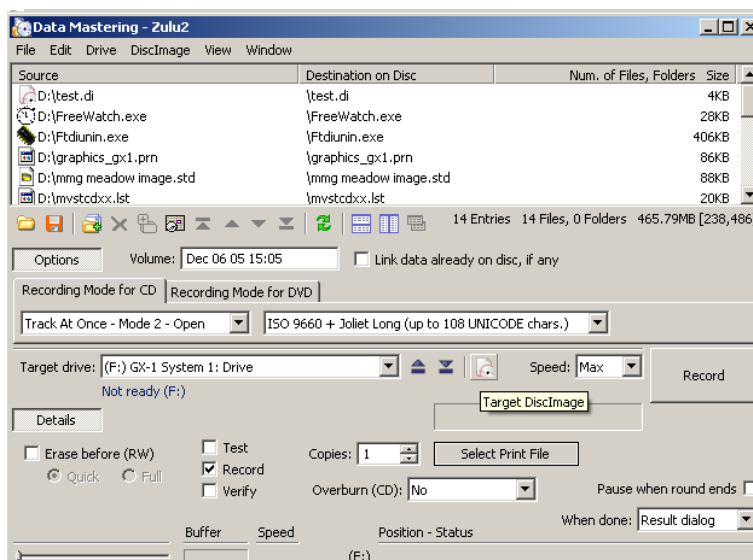 Data Mastering - Zulu2
File Edit Drive DiscImage View Window
Source Destination on Disc Num. of Files, Folders Size
D:\test.di \test.di 4KB
D:\FreeWatch.exe \FreeWatch.exe 28KB
D:\Ftdiunin.exe \Ftdiunin.exe 406KB
D:\graphics_gx1.prn \graphics_gx1.prn 86KB
D:\mmg meadow image.std \mmg meadow image.std 88KB
D:\mvstcdxx.lst \mvstcdxx.lst 20KB
14 Entries 14 Files, 0 Folders 465.79MB [238,486
Options Volume: Dec 06 05 15:05 Link data already on disc, if any
Recording Mode for CD Recording Mode for DVD
Track At Once - Mode 2 - Open ISO 9660 + Joliet Long (up to 108 UNICODE chars.)
Target drive: (F:) GX-1 System 1: Drive Speed: Max Record
Not ready (F:) Target DiscImage
Details
Erase before (RW) Test Copies: 1 Select Print File
Quick Full Record
Verify Overburn (CD): No Pause when round ends
When done: Result dialog
Buffer Speed Position - Status
(F:)